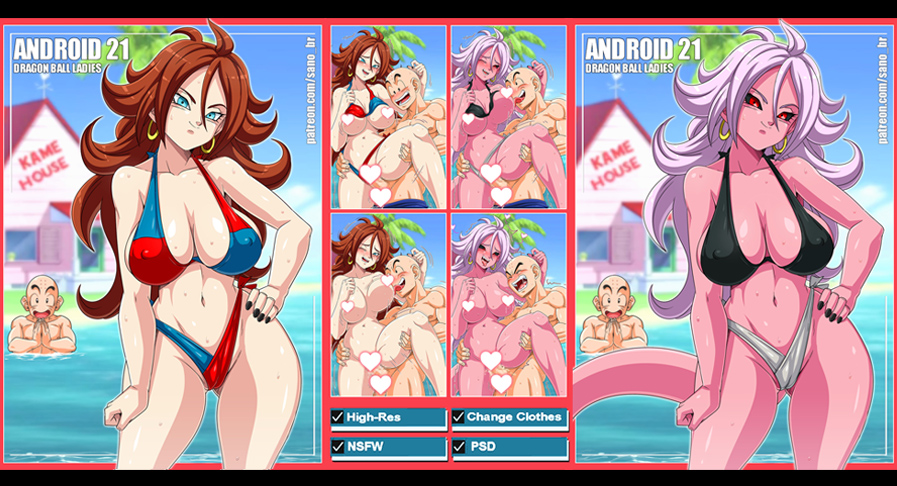 ANDROID 21
DRAGON BALL LADIES
patreon.com/sano_br
KAME
HOUSE
High-Res
Change Clothes
NSFW
PSD
ANDROID 21
DRAGON BALL LADIES
patreon.com/sano_br
KAME
HOUSE